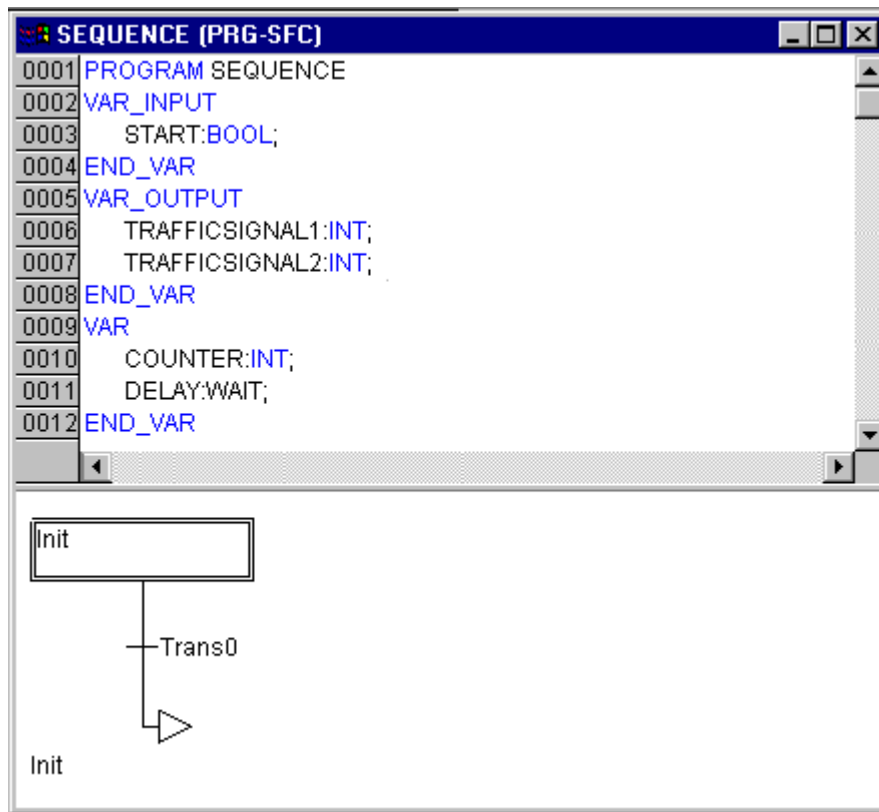 SEQUENCE (PRG-SFC)
0001 PROGRAM SEQUENCE
0002 VAR_INPUT
0003 START:BOOL;
0004 END_VAR
0005 VAR_OUTPUT
0006 TRAFFICSIGNAL1:INT;
0007 TRAFFICSIGNAL2:INT;
0008 END_VAR
0009 VAR
0010 COUNTER:INT;
0011 DELAY:WAIT;
0012 END_VAR
Init
Trans0
Init